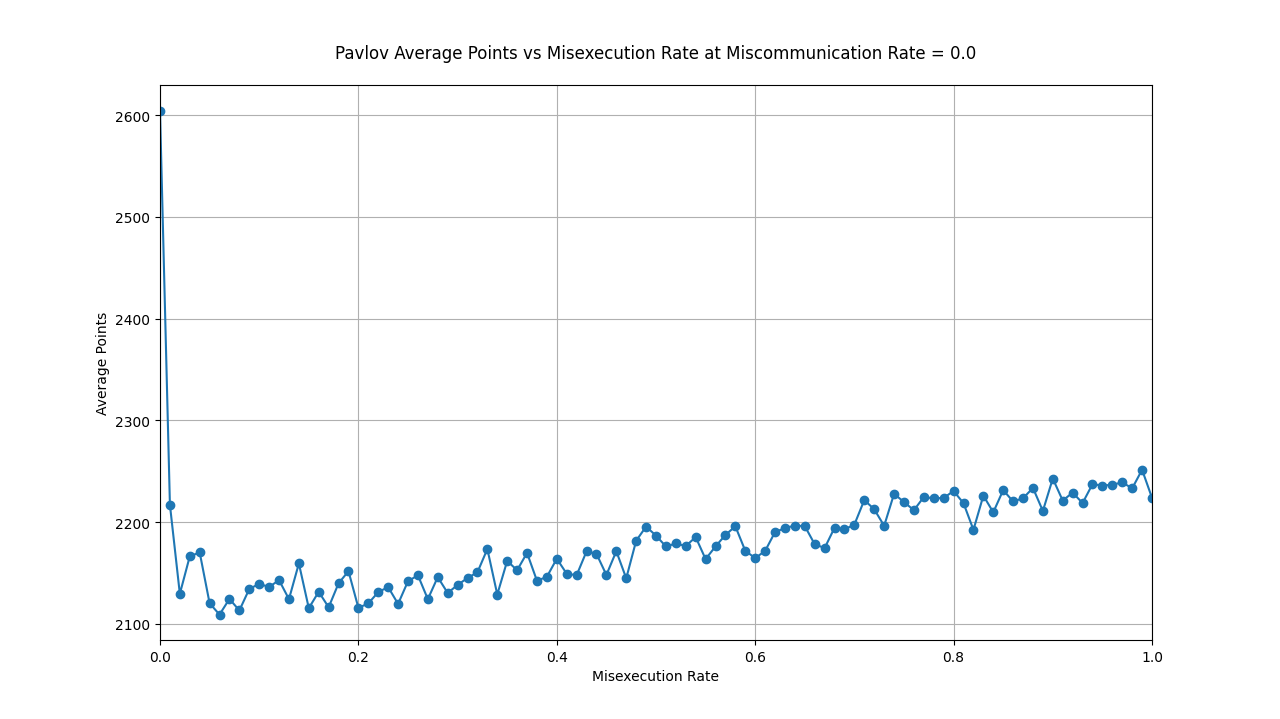 Pavlov Average Points vs Misexecution Rate at Miscommunication Rate = 0.0
2600
2500
2400
2300
2200
2100
Average Points
0.0 0.2 0.4 0.6 0.8 1.0
Misexecution Rate